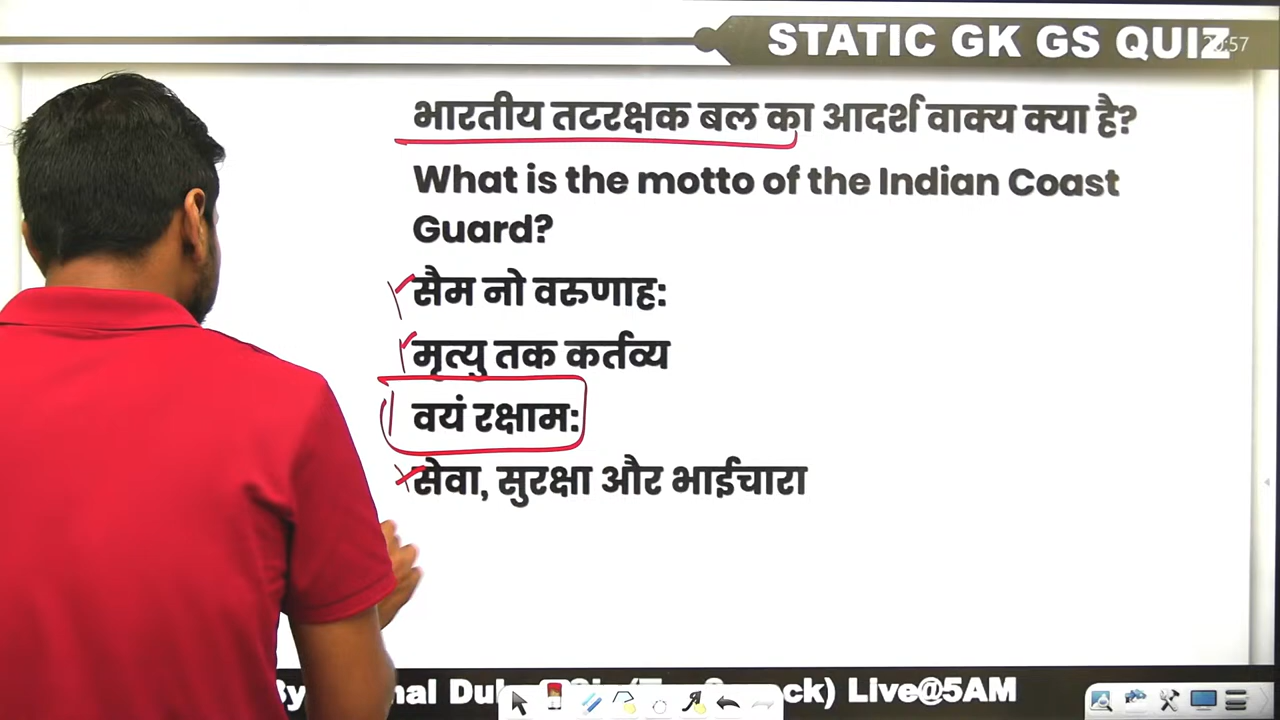 STATIC GK GS QUIZ
भारतीय तटरक्षक बल का आदर्श वाक्य क्या है?
What is the motto of the Indian Coast
Guard?
सैम नो वरुणाह:
मृत्यु तक कर्तव्य
वयं रक्षाम:
सेवा, सुरक्षा और भाईचारा
Live@5AM